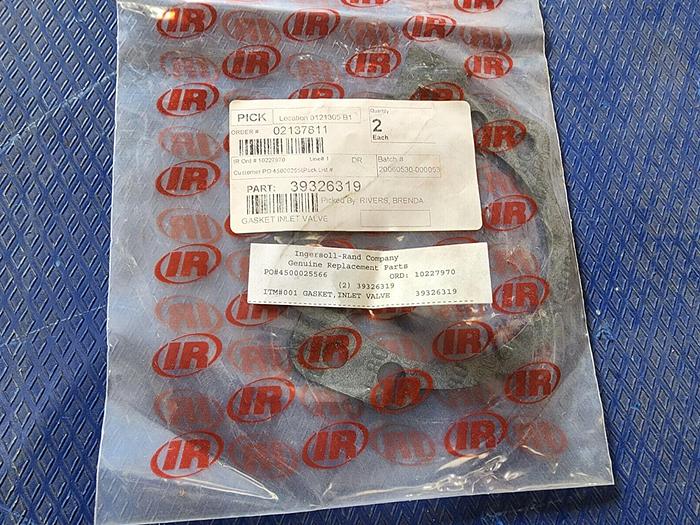 PICK Location 0121305 B1
Quantity
2
Each
ORDER # 02137811
IR Ord # 10227970 Line# 1 DR
Batch #
20060530-000053
Customer PO 4500025566 Pack List #
PART: 39326319
Picked By: RIVERS, BRENDA
GASKET INLET VALVE
Ingersoll-Rand Company
Genuine Replacement Parts
PO#4500025566 ORD: 10227970
(2) 39326319
ITM#001 GASKET,INLET VALVE 39326319
IR